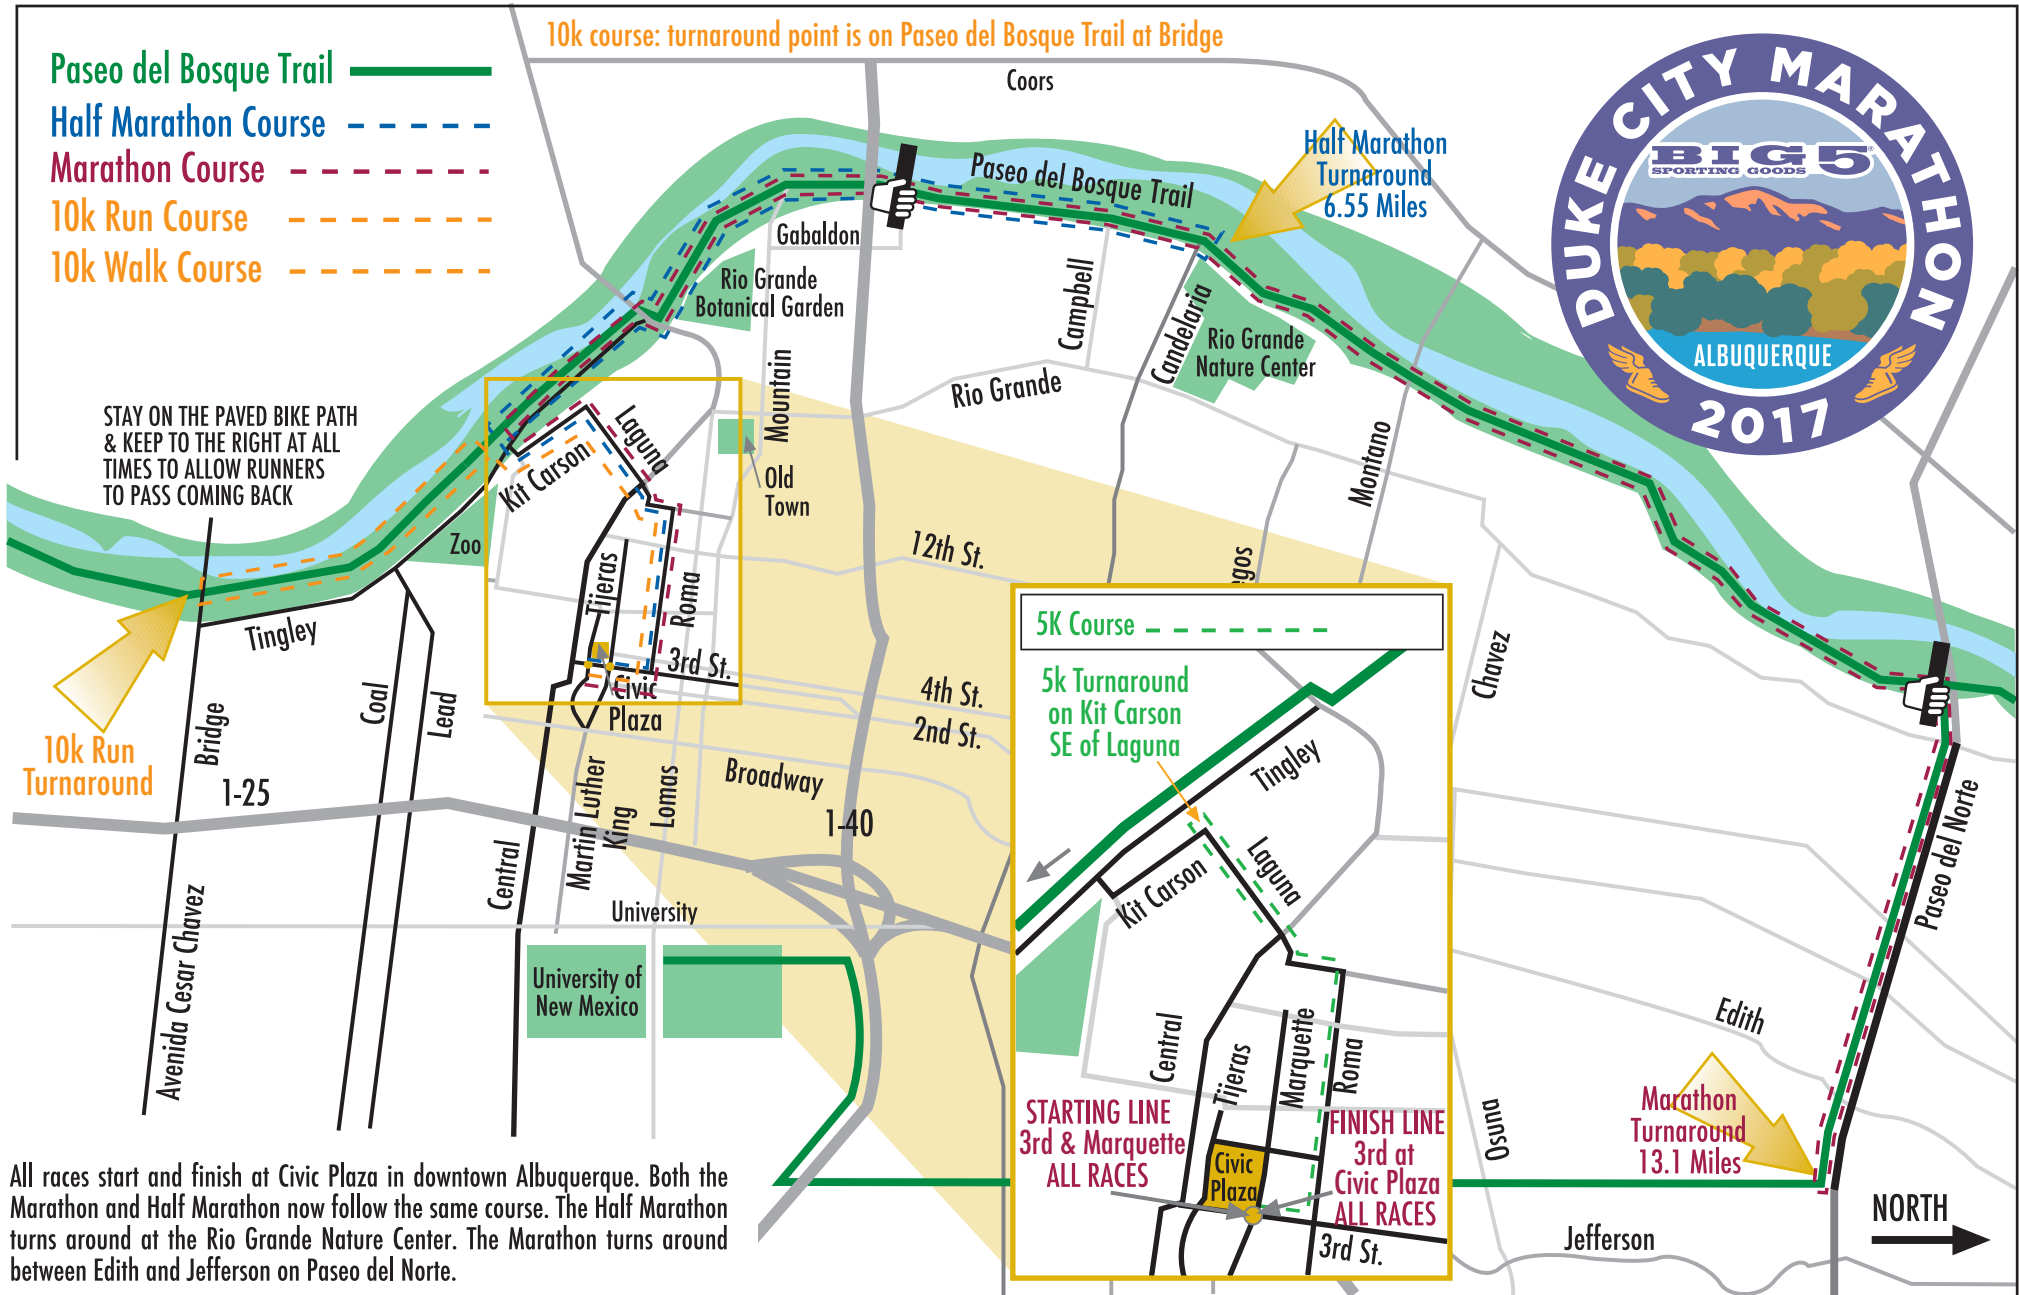 10k course: turnaround point is on Paseo del Bosque Trail at Bridge
Paseo del Bosque Trail
Half Marathon Course
Marathon Course
10k Run Course
10k Walk Course
Coors
DUKE CITY MARATHON
BIG 5
SPORTING GOODS
ALBUQUERQUE
2017
Half Marathon
Turnaround
6.55 Miles
Paseo del Bosque Trail
Gabaldon
Rio Grande
Botanical Garden
Campbell
Candelaria
Rio Grande
Nature Center
Rio Grande
Mountain
Montano
STAY ON THE PAVED BIKE PATH
& KEEP TO THE RIGHT AT ALL
TIMES TO ALLOW RUNNERS
TO PASS COMING BACK
Laguna
Kit Carson
Old
Town
Zoo
12th St.
egos
Tijeras
Roma
Tingley
3rd St.
Civic
Plaza
4th St.
2nd St.
Chavez
Coal
Lead
Bridge
10k Run
Turnaround
1-25
Broadway
Martin Luther
King
Lomas
1-40
Central
University
Avenida Cesar Chavez
University of
New Mexico
5K Course
5k Turnaround
on Kit Carson
SE of Laguna
Tingley
Laguna
Kit Carson
Central
Tijeras
Marquette
Roma
STARTING LINE
3rd & Marquette
ALL RACES
FINISH LINE
3rd at
Civic Plaza
ALL RACES
Civic
Plaza
3rd St.
Paseo del Norte
Edith
Osuna
Marathon
Turnaround
13.1 Miles
Jefferson
NORTH
All races start and finish at Civic Plaza in downtown Albuquerque. Both the
Marathon and Half Marathon now follow the same course. The Half Marathon
turns around at the Rio Grande Nature Center. The Marathon turns around
between Edith and Jefferson on Paseo del Norte.